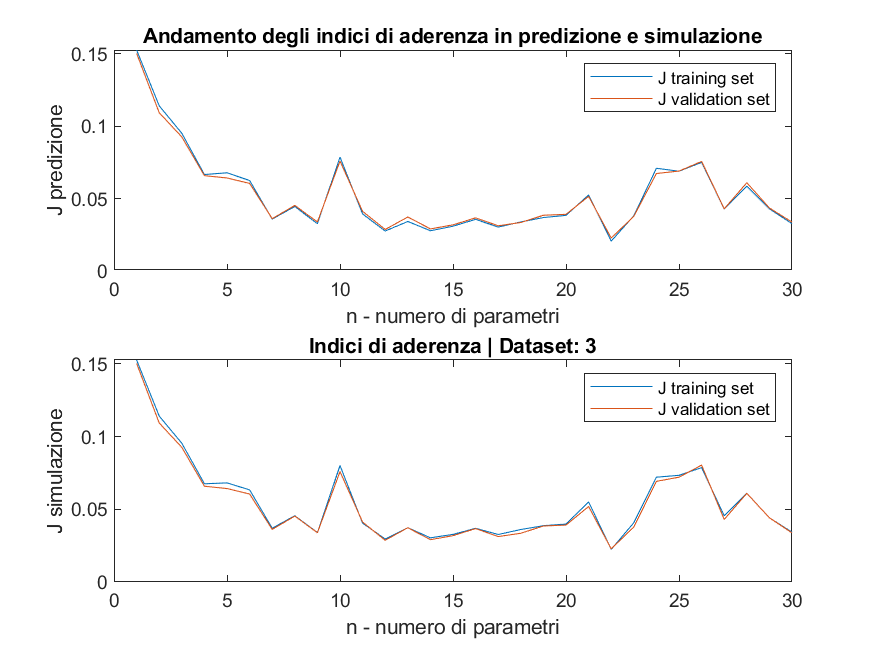 Andamento degli indici di aderenza in predizione e simulazione
0.15
0.1
0.05
0
J predizione
J training set
J validation set
0 5 10 15 20 25 30
n - numero di parametri
Indici di aderenza | Dataset: 3
0.15
0.1
0.05
0
J simulazione
J training set
J validation set
0 5 10 15 20 25 30
n - numero di parametri